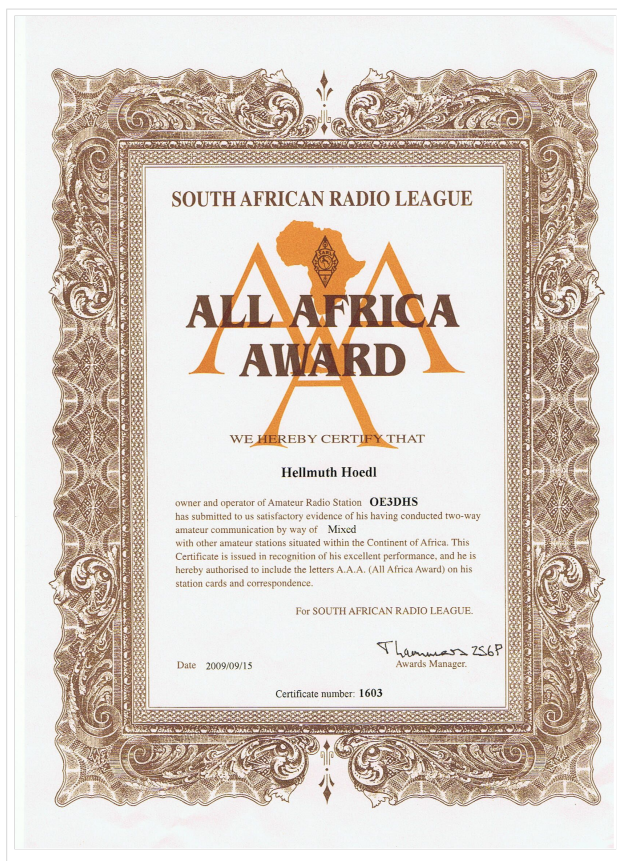 SOUTH AFRICAN RADIO LEAGUE
ALL AFRICA
AWARD
WE HEREBY CERTIFY THAT
Hellmuth Hoedl
owner and operator of Amateur Radio Station OE3DHS
has submitted to us satisfactory evidence of his having conducted two-way
amateur communication by way of Mixed
with other amateur stations situated within the Continent of Africa. This
Certificate is issued in recognition of his excellent performance, and he is
hereby authorised to include the letters A.A.A. (All Africa Award) on his
station cards and correspondence.
For SOUTH AFRICAN RADIO LEAGUE.
ZS6P
Date 2009/09/15 Awards Manager.
Certificate number: 1603